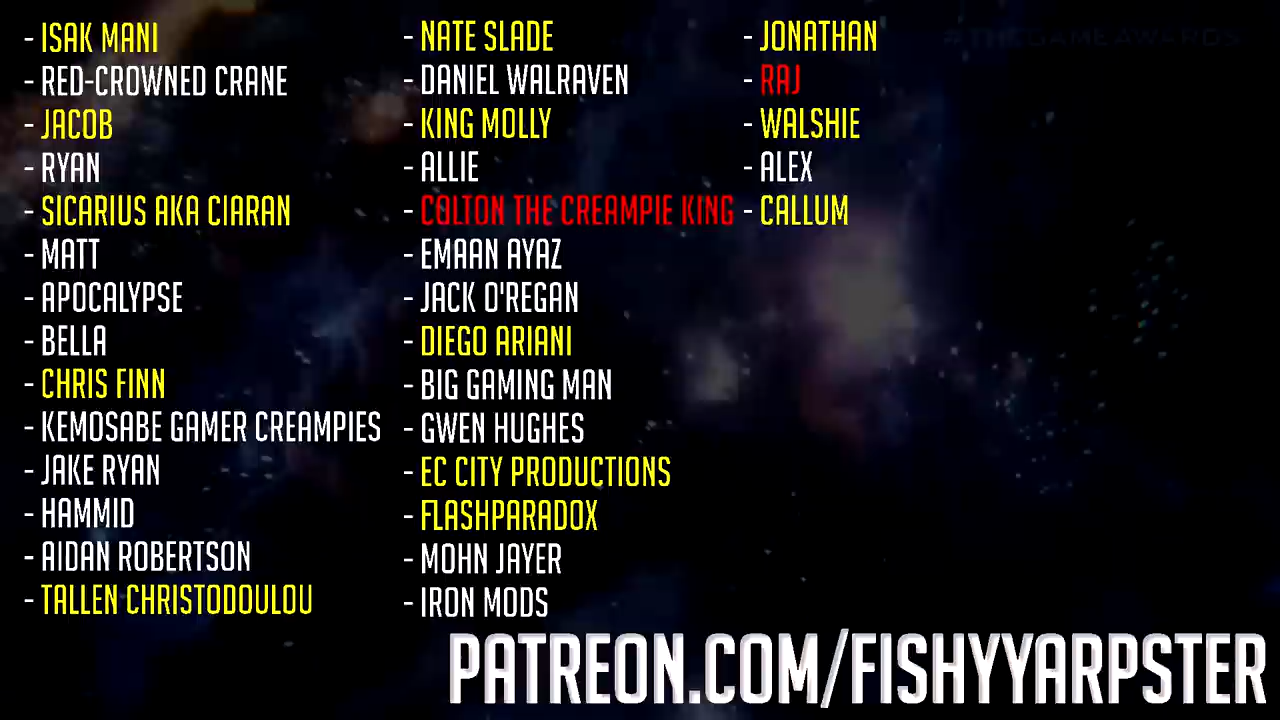 - ISAK MANI
- RED-CROWNED CRANE
- JACOB
- RYAN
- SICARIUS AKA CIARAN
- MATT
- APOCALYPSE
- BELLA
- CHRIS FINN
- KEMOSABE GAMER CREAMPIES
- JAKE RYAN
- HAMMID
- AIDAN ROBERTSON
- TALLEN CHRISTODOULOU
- NATE SLADE
- DANIEL WALRAVEN
- KING MOLLY
- ALLIE
- COLTON THE CREAMPIE KING
- EMAAN AYAZ
- JACK O'REGAN
- DIEGO ARIANI
- BIG GAMING MAN
- GWEN HUGHES
- EC CITY PRODUCTIONS
- FLASHPARADOX
- MOHN JAYER
- IRON MODS
- JONATHAN
- RAJ
- WALSHIE
- ALEX
- CALLUM
#THEGAMEAWARDS
PATREON.COM/FISHYYARPSTER